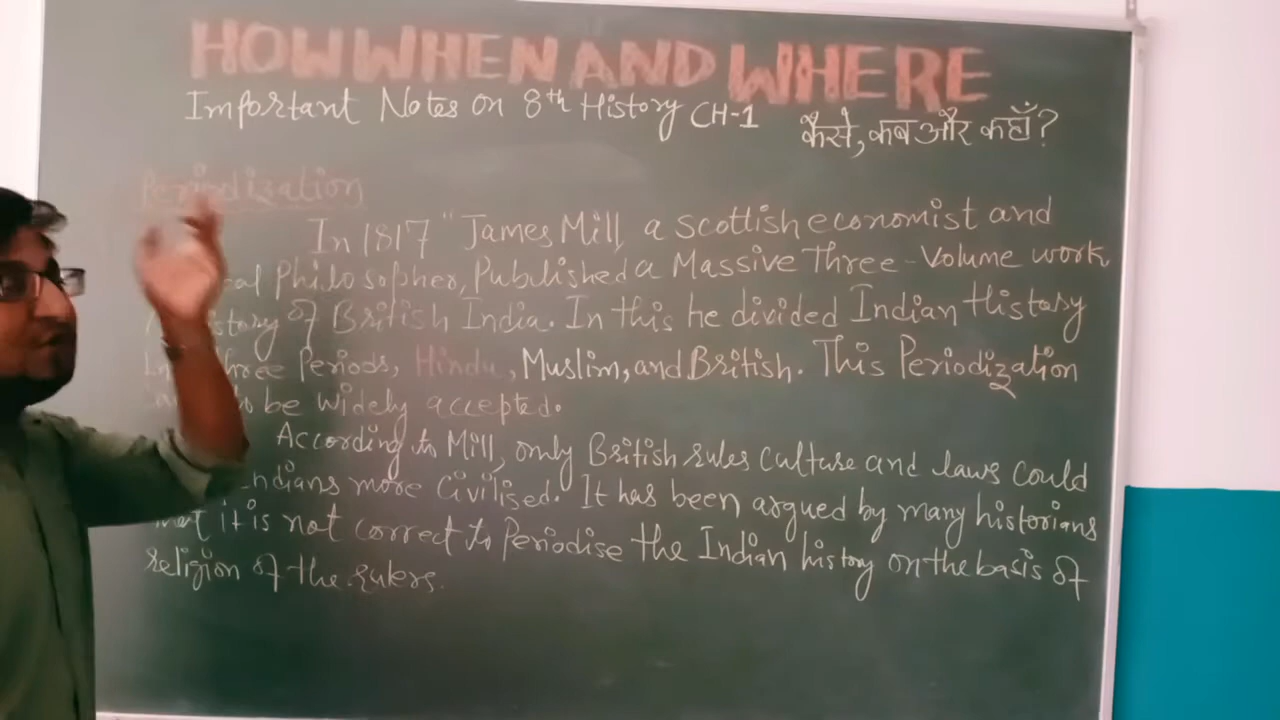 HOW WHEN AND WHERE
Important Notes on 8th History CH-1 कैसे, कब और कहाँ?
Periodization
In 1817 "James Mill, a scottish economist and
Philosopher, Published a Massive three-volume work,
of British India. In this he divided Indian History
three Periods, Hindu, Muslim, and British. This Periodization
be widely accepted.
According to Mill, only British rules culture and laws could
Indians more Civilised. It has been argued by many historians
it is not correct to Periodise the Indian history on the basis of
religion of the rulers.